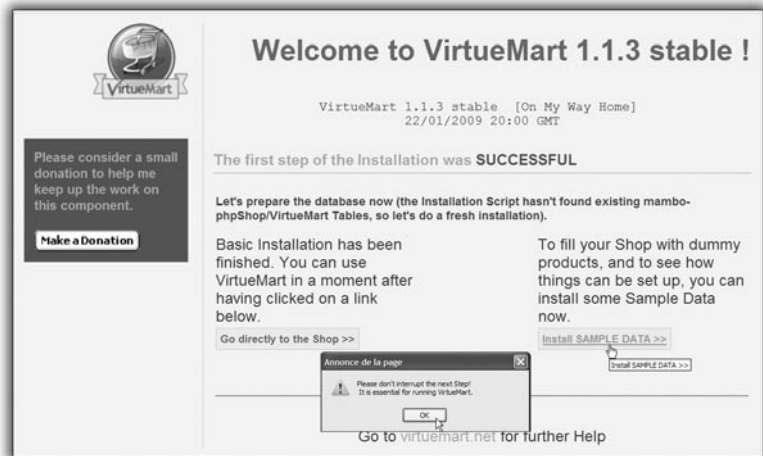 Welcome to VirtueMart 1.1.3 stable !
VirtueMart
VirtueMart 1.1.3 stable [On My Way Home]
22/01/2009 20:00 GMT
Please consider a small
donation to help me
keep up the work on
this component.
Make a Donation
The first step of the Installation was SUCCESSFUL
Let's prepare the database now (the Installation Script hasn't found existing mambo-
phpShop/VirtueMart Tables, so let's do a fresh installation).
Basic Installation has been
finished. You can use
VirtueMart in a moment after
having clicked on a link
below.
Go directly to the Shop >>
To fill your Shop with dummy
products, and to see how
things can be set up, you can
install some Sample Data
now.
Install SAMPLE DATA >>
Install SAMPLE DATA >>
Annonce de la page
Please don't interrupt the next Step!
It is essential for running VirtueMart.
OK
Go to virtuemart.net for further Help